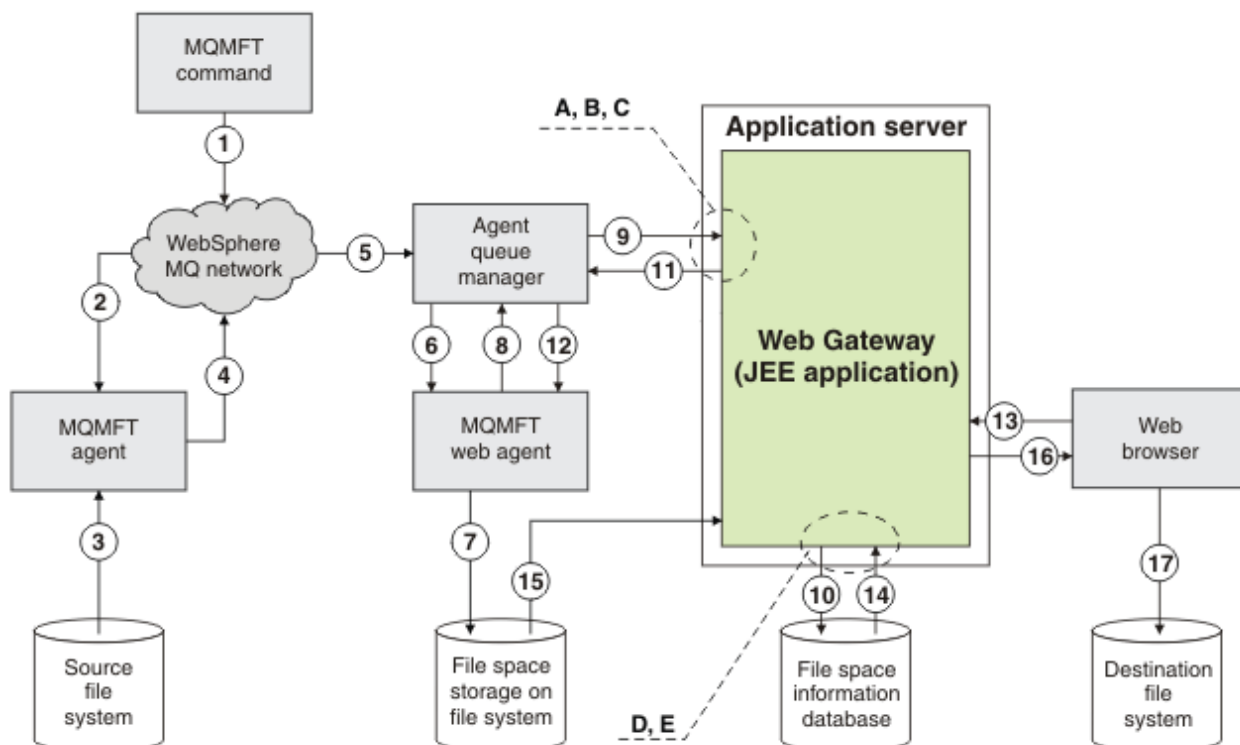 MQMFT
command
1
A, B, C
Application server
WebSphere
MQ network
5
Agent
queue
manager
9
11
2
4
6
8
12
Web Gateway
(JEE application)
MQMFT
agent
MQMFT
web agent
13
16
Web
browser
3
7
15
10
14
17
Source
file
system
File space
storage on
file system
D, E
File space
information
database
Destination
file
system